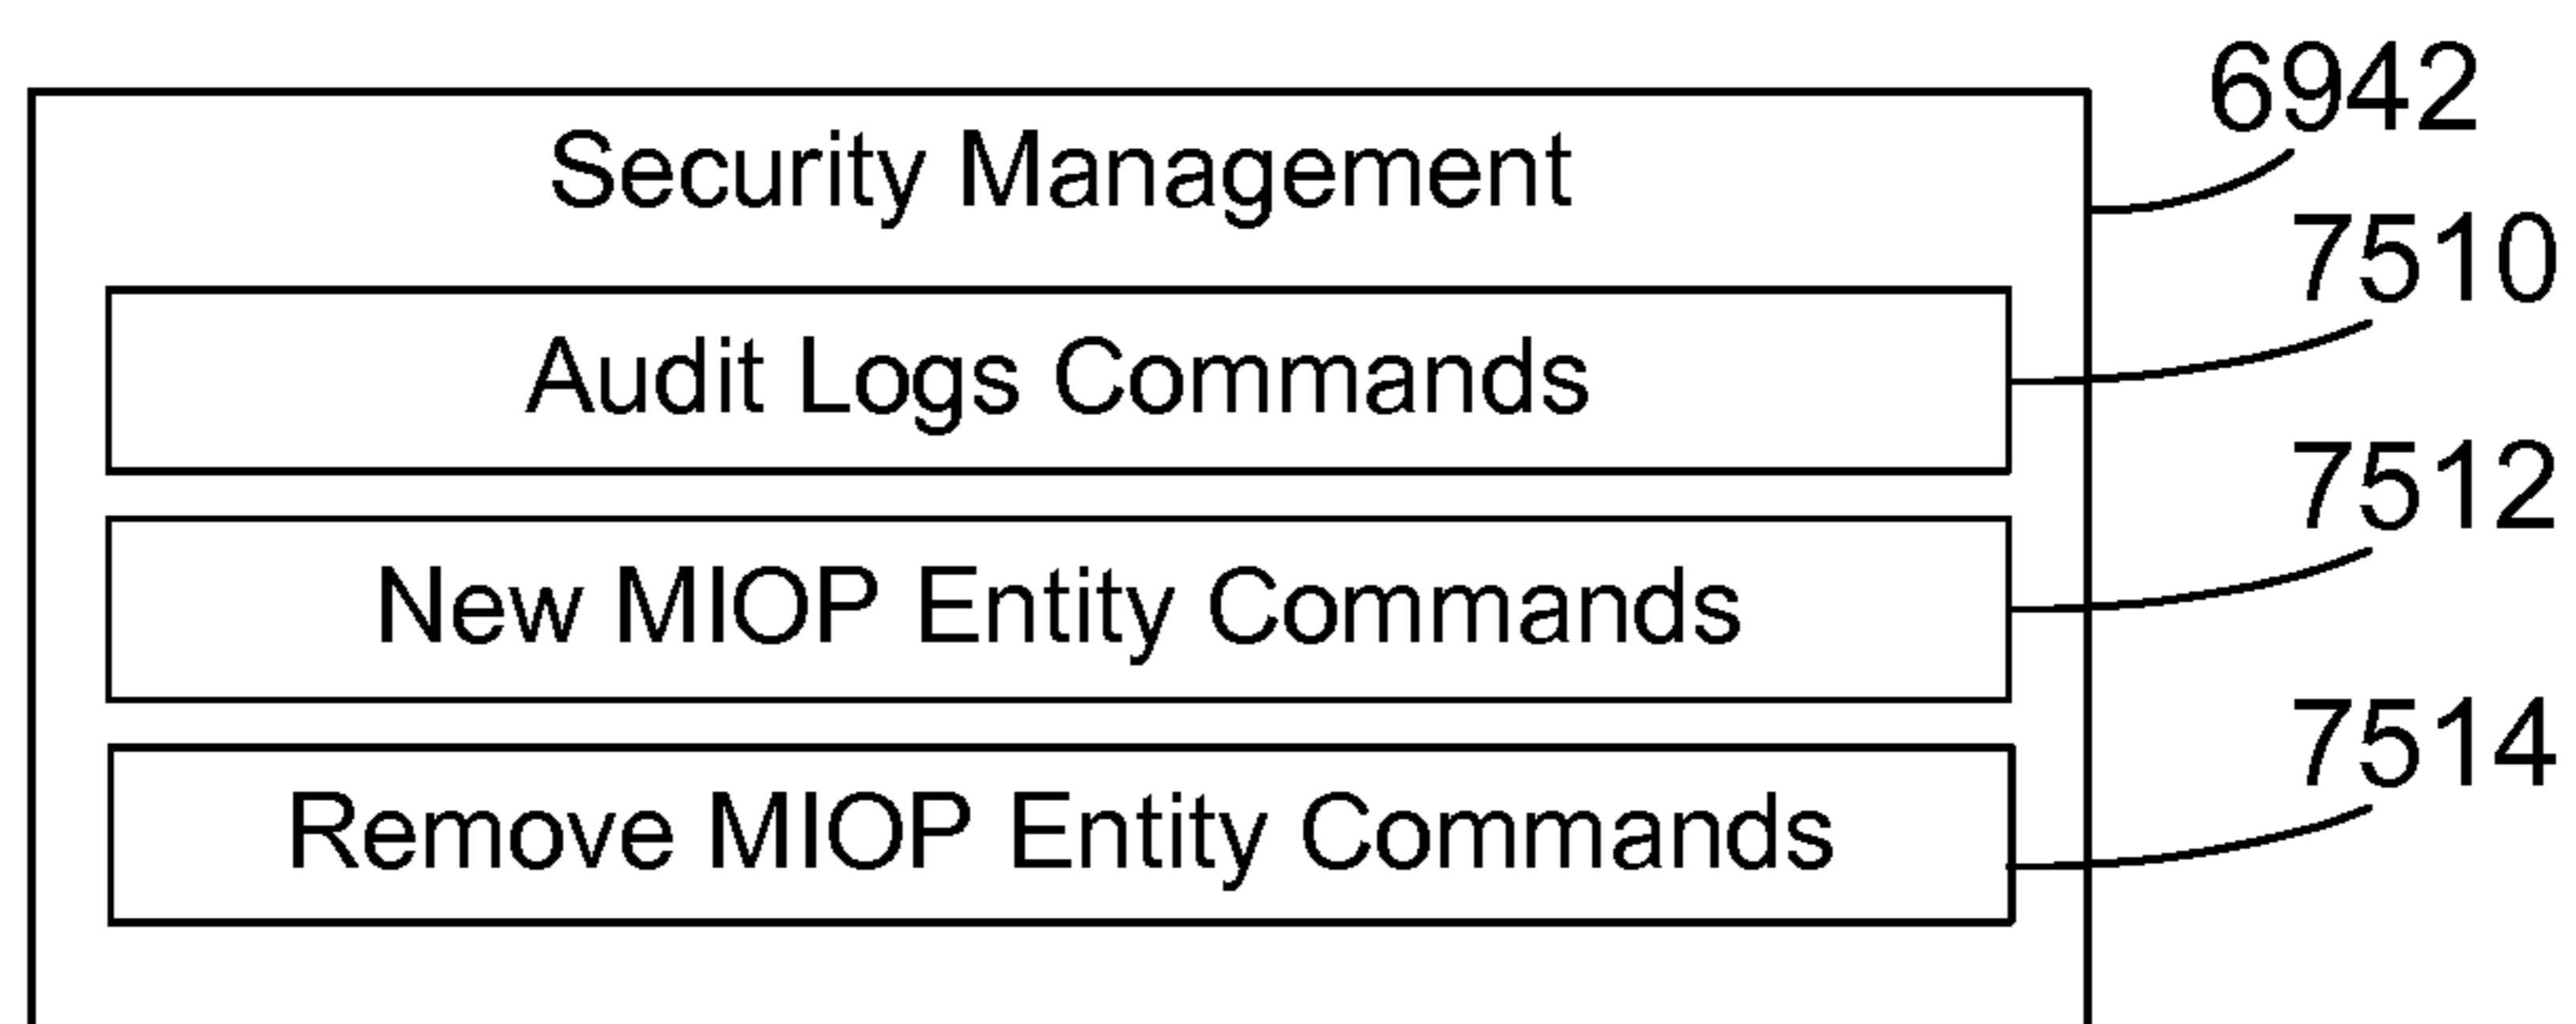 6942
Security Management
7510
Audit Logs Commands
7512
New MIOP Entity Commands
7514
Remove MIOP Entity Commands